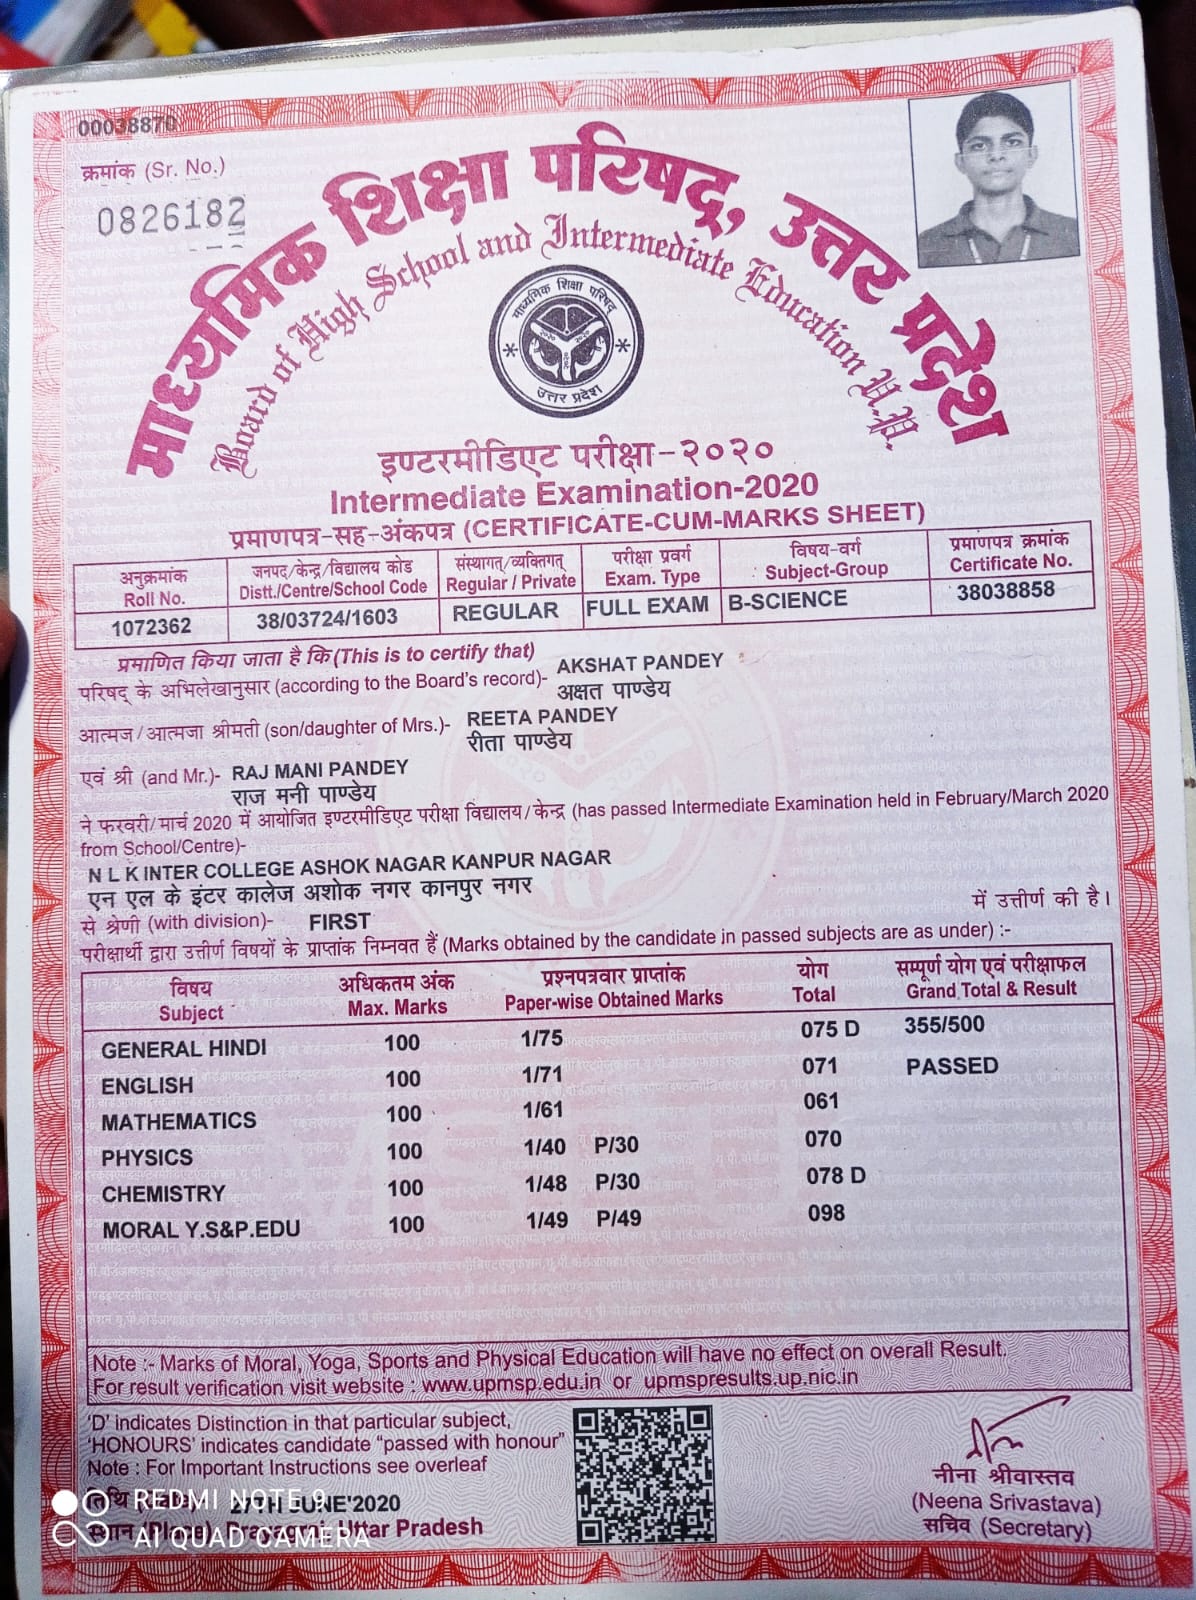 00038870
क्रमांक (Sr. No.)
0826182
माध्यमिक शिक्षा परिषद्, उत्तर प्रदेश
Board of High School and Intermediate Education U.P.
माध्यमिक शिक्षा परिषद
उत्तर प्रदेश
इण्टरमीडिएट परीक्षा-२०२०
Intermediate Examination-2020
प्रमाणपत्र-सह-अंकपत्र (CERTIFICATE-CUM-MARKS SHEET)
अनुक्रमांक जनपद/केन्द्र/विद्यालय कोड संस्थागत्/व्यक्तिगत् परीक्षा प्रवर्ग विषय-वर्ग प्रमाणपत्र क्रमांक
Roll No. Distt./Centre/School Code Regular / Private Exam. Type Subject-Group Certificate No.
1072362 38/03724/1603 REGULAR FULL EXAM B-SCIENCE 38038858
प्रमाणित किया जाता है कि (This is to certify that)
परिषद् के अभिलेखानुसार (according to the Board's record)- AKSHAT PANDEY
अक्षत पाण्डेय
आत्मज/आत्मजा श्रीमती (son/daughter of Mrs.)- REETA PANDEY
रीता पाण्डेय
एवं श्री (and Mr.)- RAJ MANI PANDEY
राज मनी पाण्डेय
ने फरवरी/मार्च 2020 में आयोजित इण्टरमीडिएट परीक्षा विद्यालय/केन्द्र (has passed Intermediate Examination held in February/March 2020
from School/Centre)-
N L K INTER COLLEGE ASHOK NAGAR KANPUR NAGAR
एन एल के इंटर कालेज अशोक नगर कानपुर नगर
से श्रेणी (with division)- FIRST में उत्तीर्ण की है।
परीक्षार्थी द्वारा उत्तीर्ण विषयों के प्राप्तांक निम्नवत हैं (Marks obtained by the candidate in passed subjects are as under) :-
विषय अधिकतम अंक प्रश्नपत्रवार प्राप्तांक योग सम्पूर्ण योग एवं परीक्षाफल
Subject Max. Marks Paper-wise Obtained Marks Total Grand Total & Result
GENERAL HINDI 100 1/75 075 D 355/500
ENGLISH 100 1/71 071 PASSED
MATHEMATICS 100 1/61 061
PHYSICS 100 1/40 P/30 070
CHEMISTRY 100 1/48 P/30 078 D
MORAL Y.S&P.EDU 100 1/49 P/49 098
Note :- Marks of Moral, Yoga, Sports and Physical Education will have no effect on overall Result.
For result verification visit website : www.upmsp.edu.in or upmspresults.up.nic.in
'D' indicates Distinction in that particular subject,
'HONOURS' indicates candidate "passed with honour"
Note : For Important Instructions see overleaf
तिथि 27TH JUNE'2020
स्थान (Place) Prayagraj, Uttar Pradesh
नीना श्रीवास्तव
(Neena Srivastava)
सचिव (Secretary)
REDMI NOTE 9
AI QUAD CAMERA